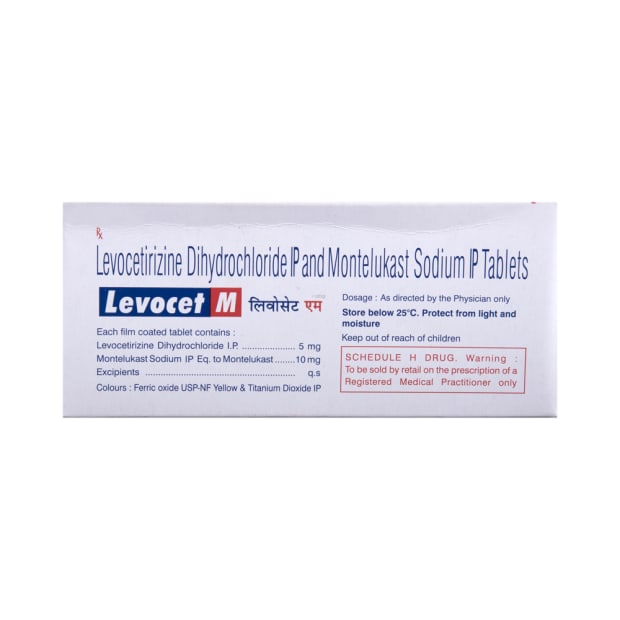 Rx
Levocetirizine Dihydrochloride IP and Montelukast Sodium IP Tablets
Levocet M लिवोसेट एम
Each film coated tablet contains :
Levocetirizine Dihydrochloride I.P. ................... 5 mg
Montelukast Sodium IP Eq. to Montelukast ....... 10 mg
Excipients ............................................... q.s
Colours : Ferric oxide USP-NF Yellow & Titanium Dioxide IP
Dosage : As directed by the Physician only
Store below 25°C. Protect from light and
moisture
Keep out of reach of children
SCHEDULE H DRUG. Warning :
To be sold by retail on the prescription of a
Registered Medical Practitioner only